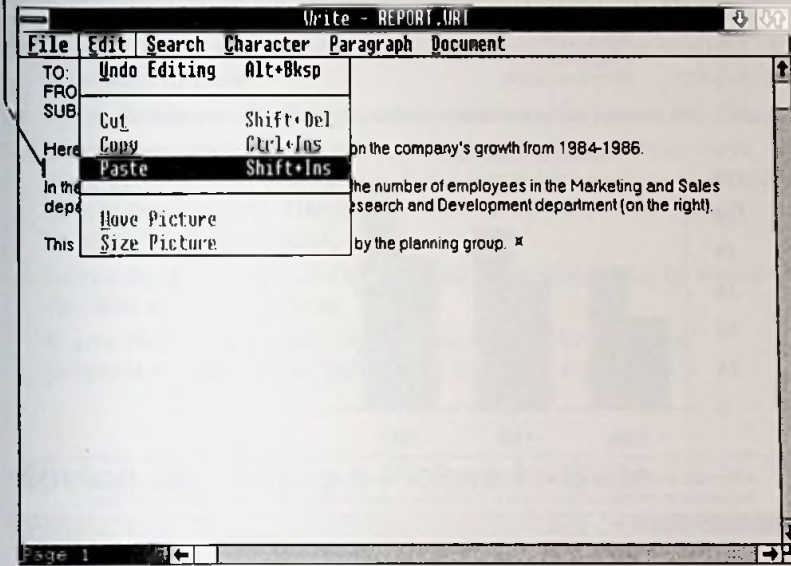 Write - REPORT.WRI
File Edit Search Character Paragraph Document
TO:
FRO
SUB
Undo Editing Alt+Bksp
Cut Shift+Del
Copy Ctrl+Ins
Paste Shift+Ins
Move Picture
Size Picture
Here on the company's growth from 1984-1986.
In the he number of employees in the Marketing and Sales
depa search and Development department (on the right).
This by the planning group. ¤
Page 1